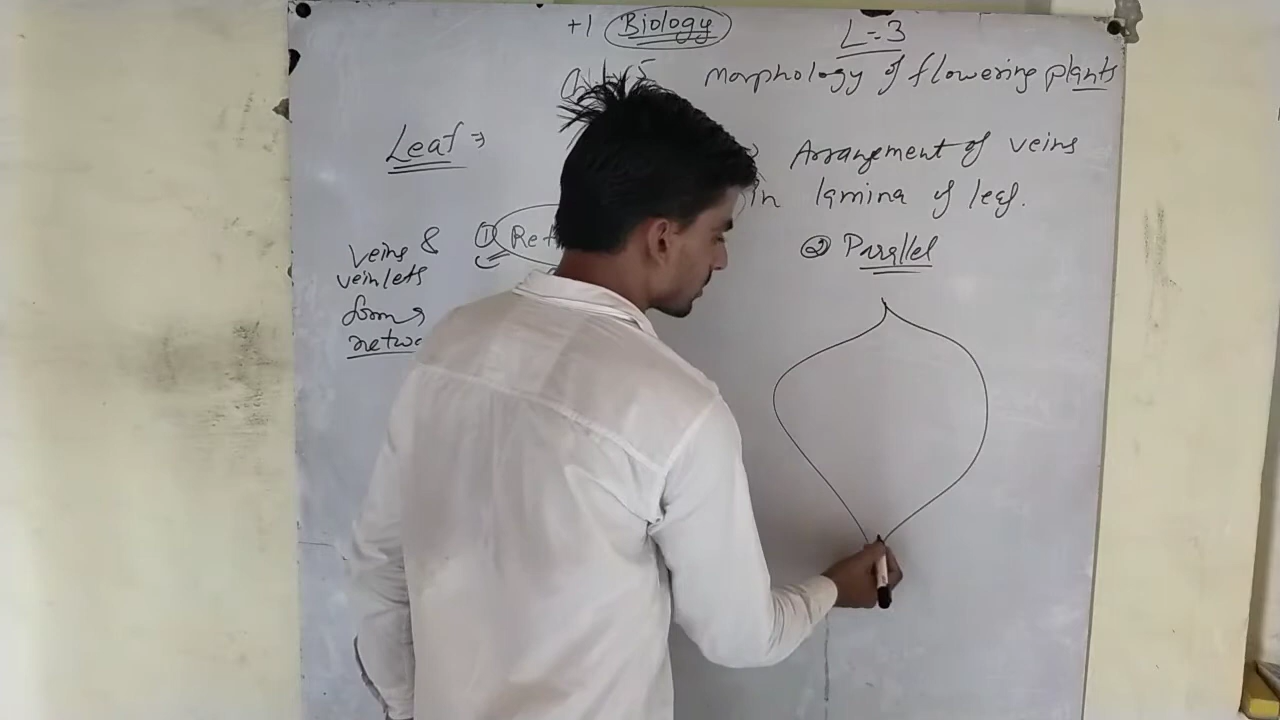 +1 Biology L=3
Morphology of flowering plants
Leaf ⇒
Arrangement of veins
in lamina of leaf.
① Ret
② Parallel
veins &
veinlets
forms
netwo